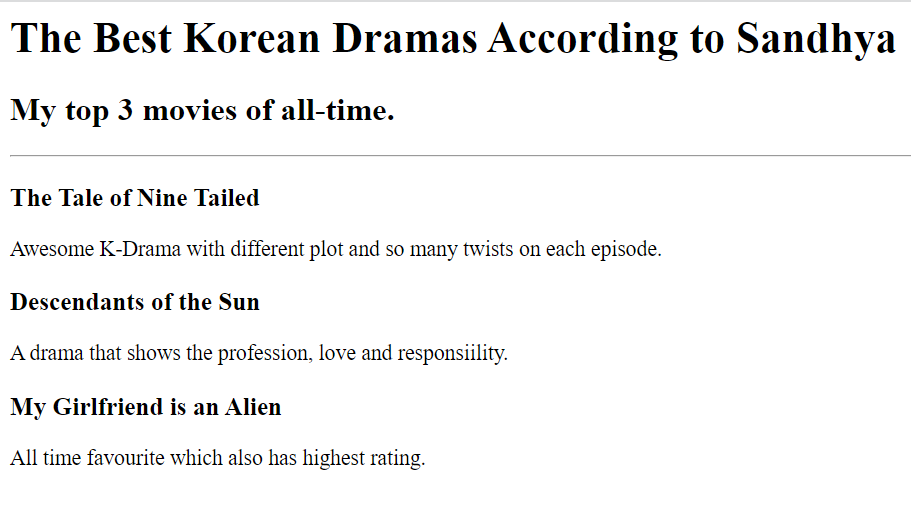 The Best Korean Dramas According to Sandhya
My top 3 movies of all-time.
The Tale of Nine Tailed
Awesome K-Drama with different plot and so many twists on each episode.
Descendants of the Sun
A drama that shows the profession, love and responsiility.
My Girlfriend is an Alien
All time favourite which also has highest rating.